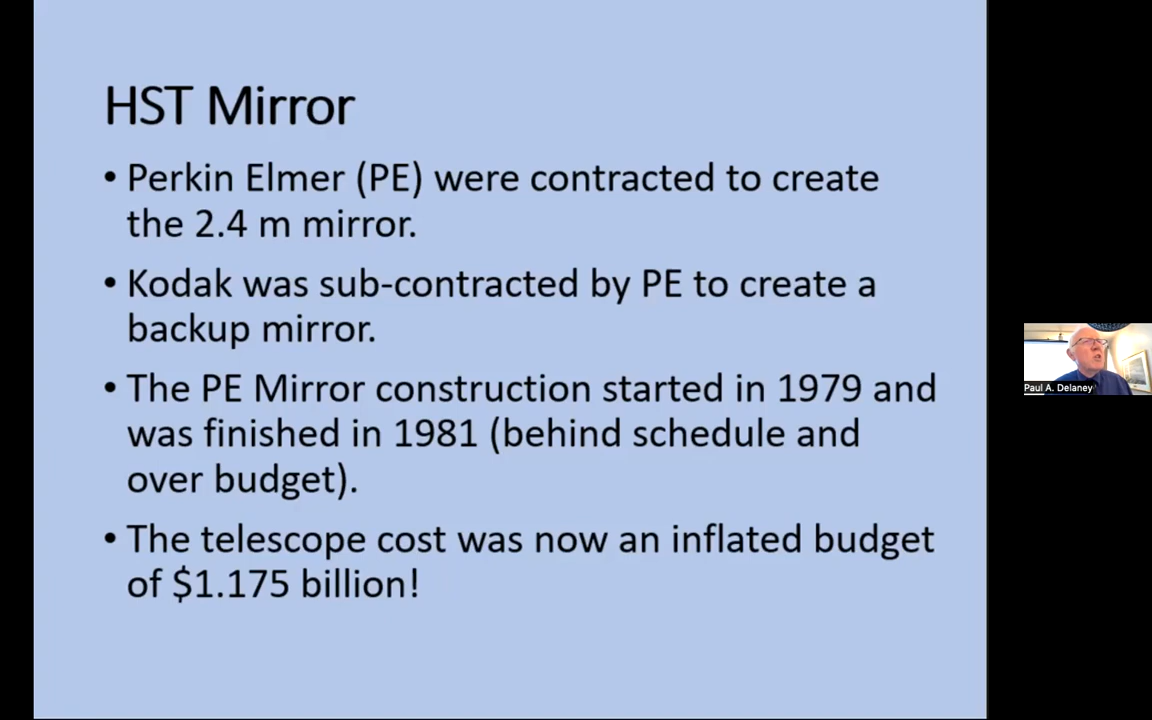 HST Mirror
• Perkin Elmer (PE) were contracted to create
the 2.4 m mirror.
• Kodak was sub-contracted by PE to create a
backup mirror.
• The PE Mirror construction started in 1979 and
was finished in 1981 (behind schedule and
over budget).
• The telescope cost was now an inflated budget
of $1.175 billion!
Paul A. Delaney